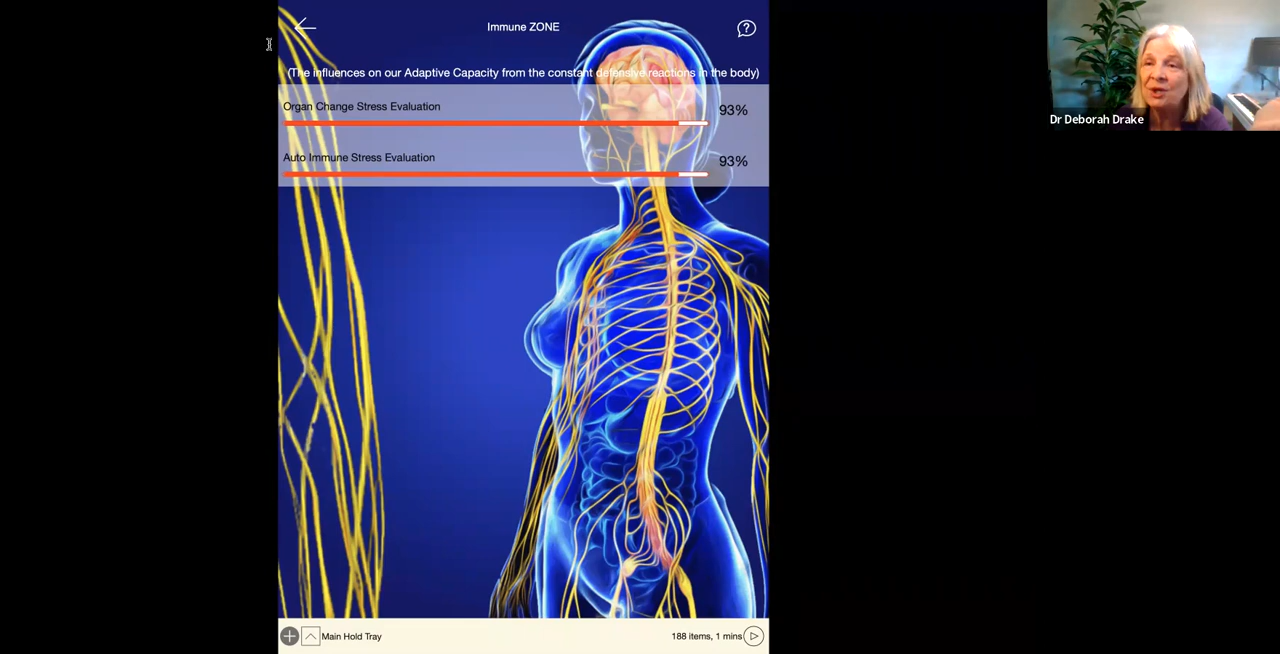 Immune ZONE
(The influences on our Adaptive Capacity from the constant defensive reactions in the body)
Organ Change Stress Evaluation
93%
Auto Immune Stress Evaluation
93%
Dr Deborah Drake
Main Hold Tray
188 items, 1 mins